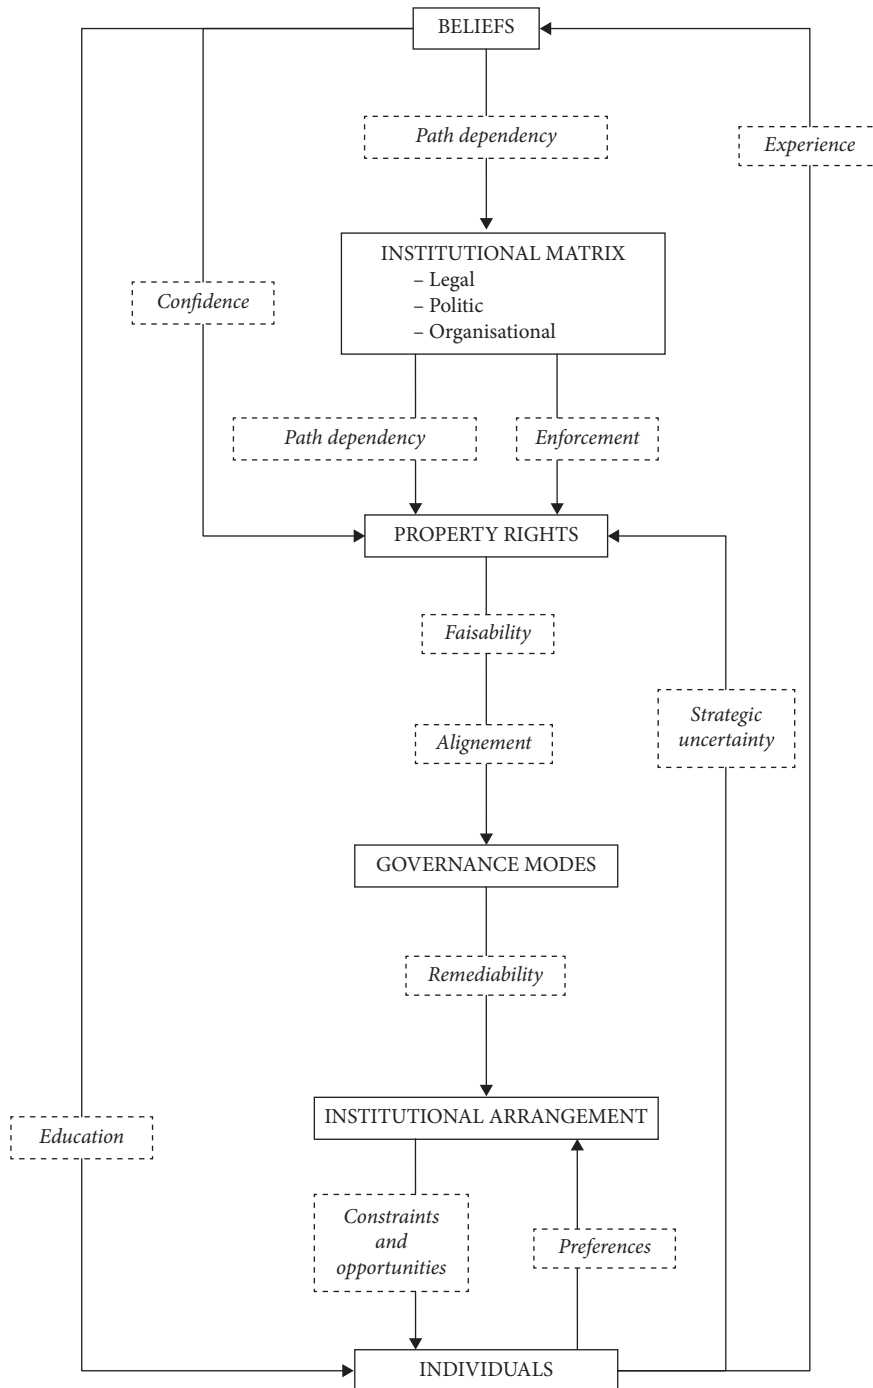 BELIEFS
Path dependency
Experience
INSTITUTIONAL MATRIX
– Legal
– Politic
– Organisational
Confidence
Path dependency
Enforcement
PROPERTY RIGHTS
Faisability
Strategic
uncertainty
Alignement
GOVERNANCE MODES
Remediability
INSTITUTIONAL ARRANGEMENT
Education
Constraints
and
opportunities
Preferences
INDIVIDUALS